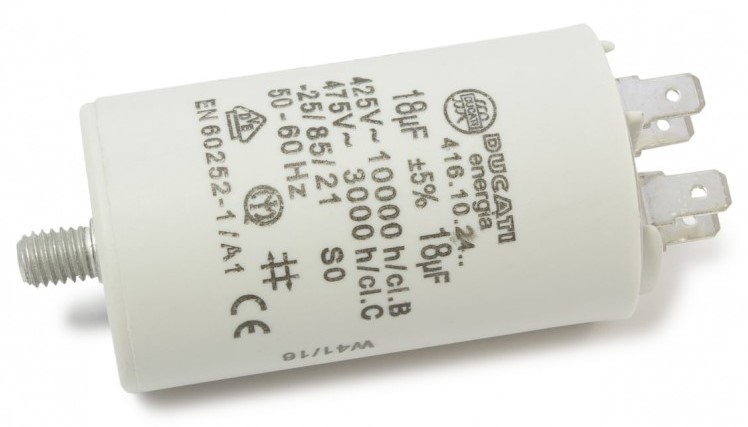 DUCATI
DUCATI
energia
416.10.24..
18µF ±5% 18µF
425V~ 10000 h/cl.B
475V~ 3000 h/cl.C
-25/85/21 S0
50-60 Hz
EN 60252-1/A1
CE
W41/16